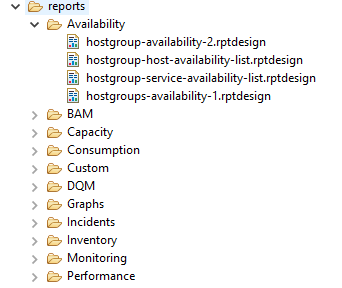 reports
Availability
hostgroup-availability-2.rptdesign
hostgroup-host-availability-list.rptdesign
hostgroup-service-availability-list.rptdesign
hostgroups-availability-1.rptdesign
BAM
Capacity
Consumption
Custom
DQM
Graphs
Incidents
Inventory
Monitoring
Performance